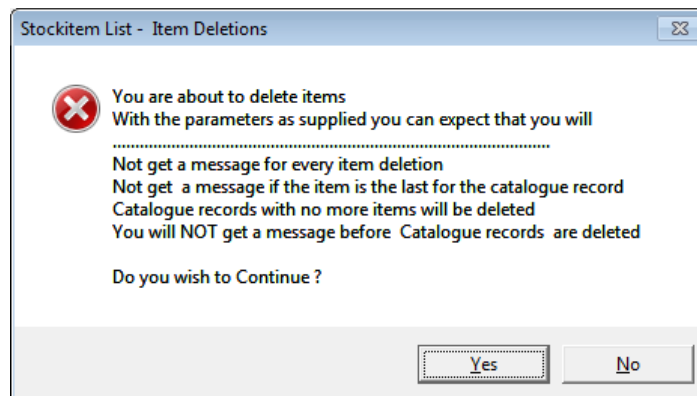 Stockitem List - Item Deletions
You are about to delete items
With the parameters as supplied you can expect that you will
................................................................................................
Not get a message for every item deletion
Not get  a message if the item is the last for the catalogue record
Catalogue records with no more items will be deleted
You will NOT get a message before  Catalogue records  are deleted
Do you wish to Continue ?
Yes No